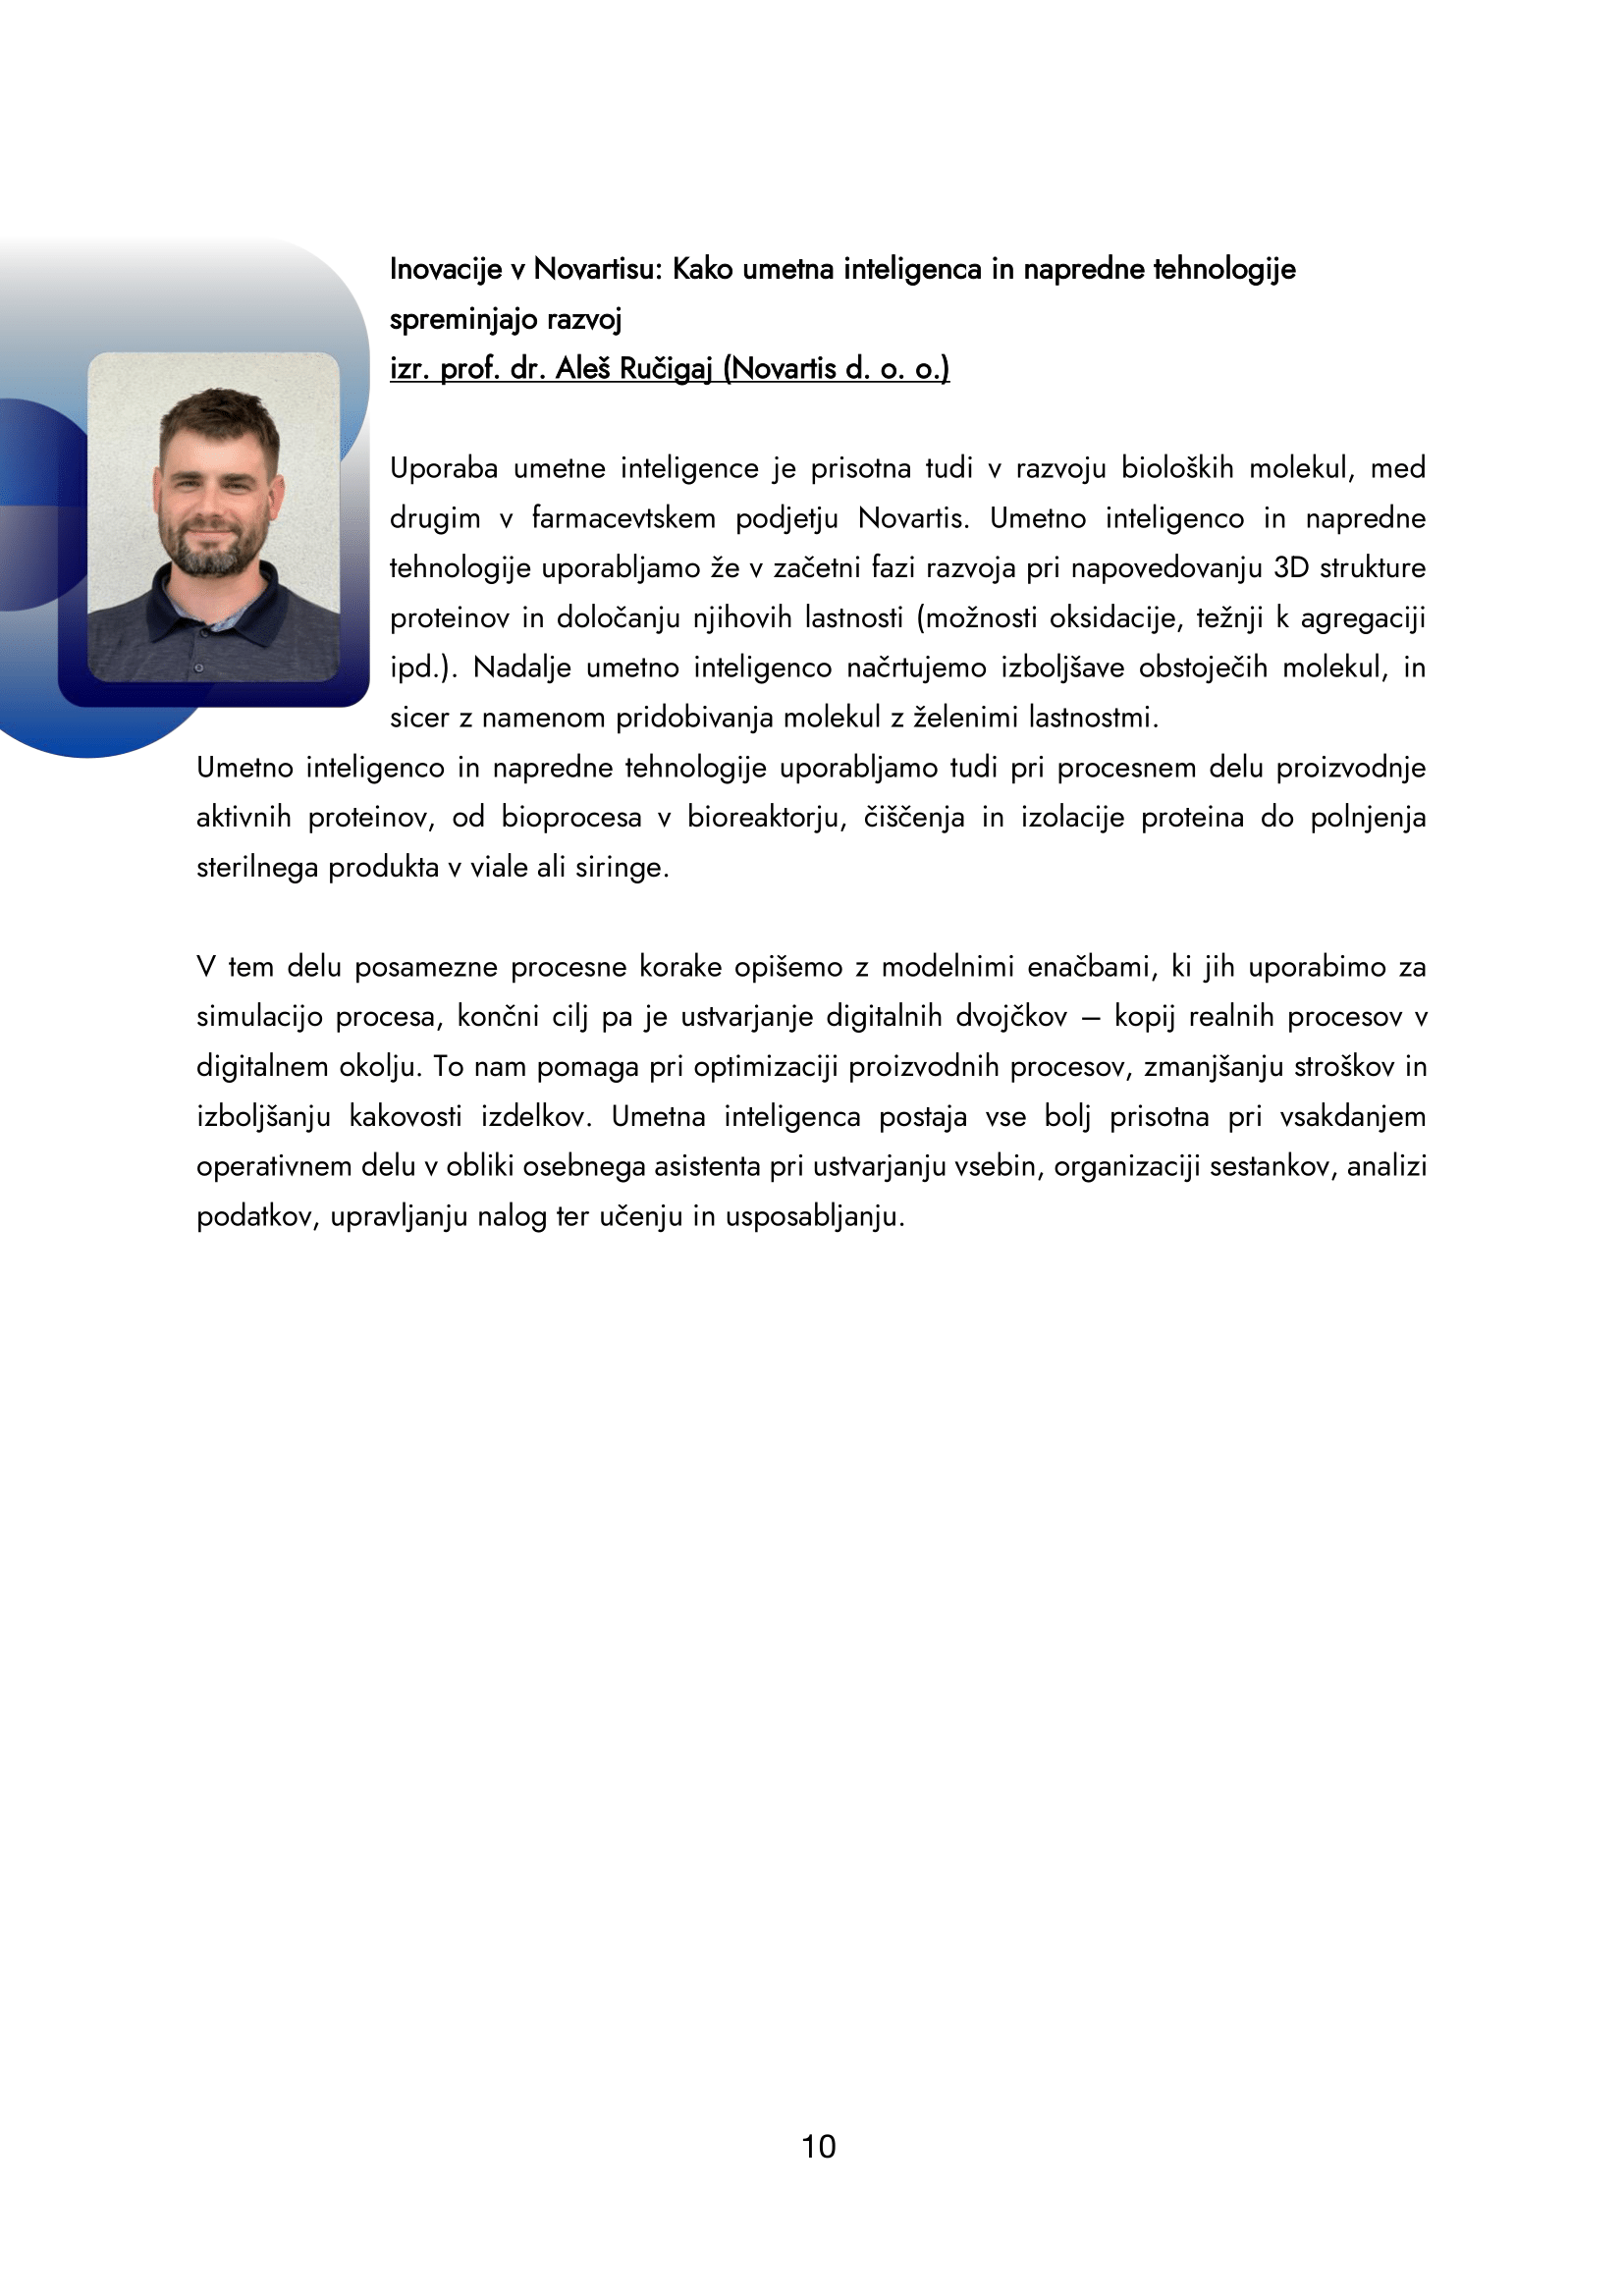 Inovacije v Novartisu: Kako umetna inteligenca in napredne tehnologije
spreminjajo razvoj
izr. prof. dr. Aleš Ručigaj (Novartis d. o. o.)
Uporaba umetne inteligence je prisotna tudi v razvoju bioloških molekul, med
drugim v farmacevtskem podjetju Novartis. Umetno inteligenco in napredne
tehnologije uporabljamo že v začetni fazi razvoja pri napovedovanju 3D strukture
proteinov in določanju njihovih lastnosti (možnosti oksidacije, težnji k agregaciji
ipd.). Nadalje umetno inteligenco načrtujemo izboljšave obstoječih molekul, in
sicer z namenom pridobivanja molekul z želenimi lastnostmi.
Umetno inteligenco in napredne tehnologije uporabljamo tudi pri procesnem delu proizvodnje
aktivnih proteinov, od bioprocesa v bioreaktorju, čiščenja in izolacije proteina do polnjenja
sterilnega produkta v viale ali siringe.
V tem delu posamezne procesne korake opišemo z modelnimi enačbami, ki jih uporabimo za
simulacijo procesa, končni cilj pa je ustvarjanje digitalnih dvojčkov – kopij realnih procesov v
digitalnem okolju. To nam pomaga pri optimizaciji proizvodnih procesov, zmanjšanju stroškov in
izboljšanju kakovosti izdelkov. Umetna inteligenca postaja vse bolj prisotna pri vsakdanjem
operativnem delu v obliki osebnega asistenta pri ustvarjanju vsebin, organizaciji sestankov, analizi
podatkov, upravljanju nalog ter učenju in usposabljanju.
10